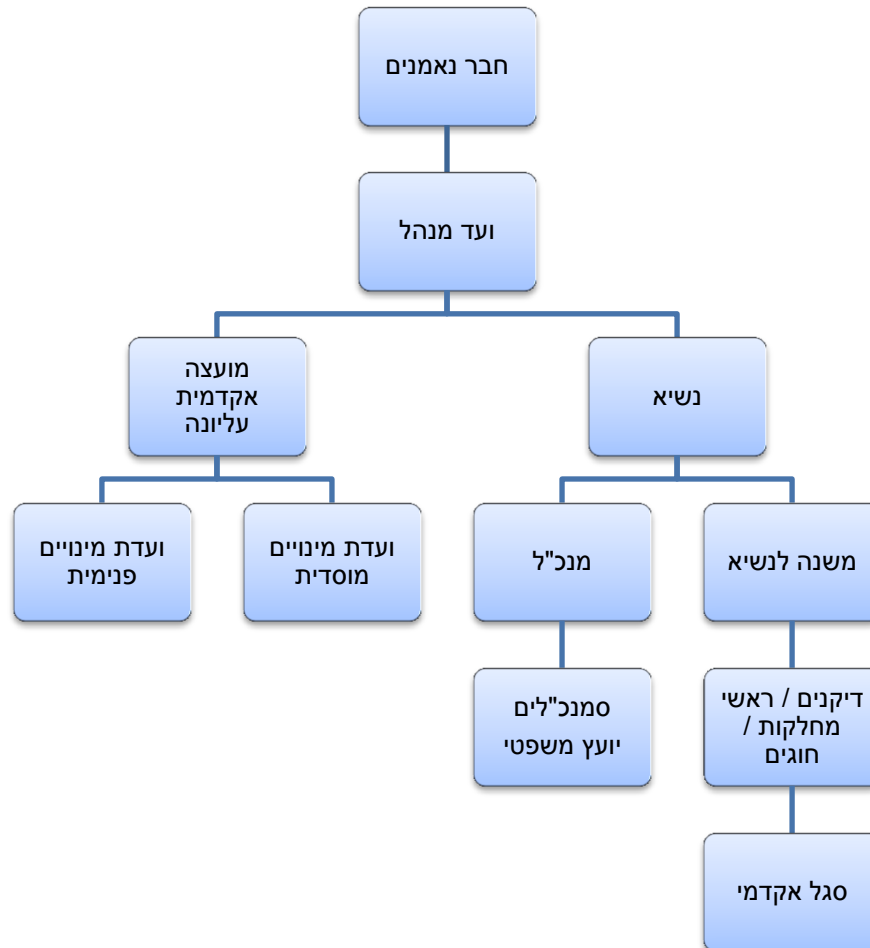 חבר נאמנים
ועד מנהל
נשיא
מועצה
אקדמית
עליונה
משנה לנשיא
מנכ"ל
ועדת מינויים
מוסדית
ועדת מינויים
פנימית
דיקנים / ראשי
מחלקות /
חוגים
סמנכ"לים
יועץ משפטי
סגל אקדמי